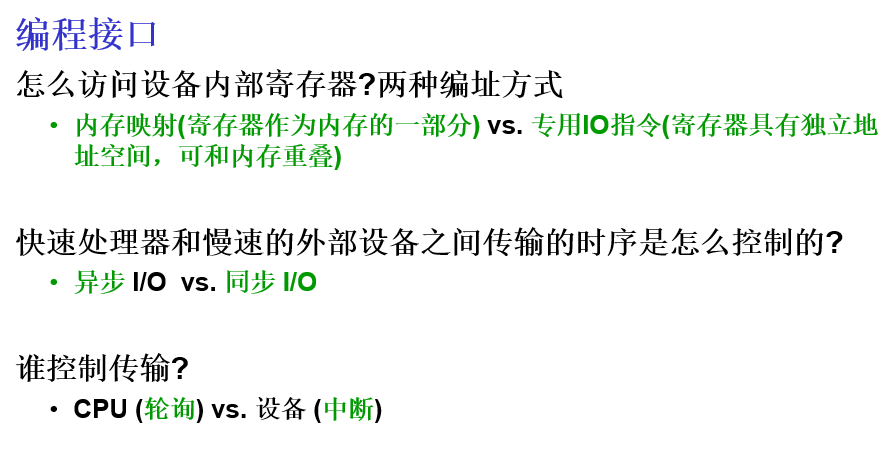 编程接口
怎么访问设备内部寄存器?两种编址方式
• 内存映射(寄存器作为内存的一部分) vs. 专用IO指令(寄存器具有独立地
址空间，可和内存重叠)
快速处理器和慢速的外部设备之间传输的时序是怎么控制的?
• 异步 I/O vs. 同步 I/O
谁控制传输?
• CPU (轮询) vs. 设备 (中断)